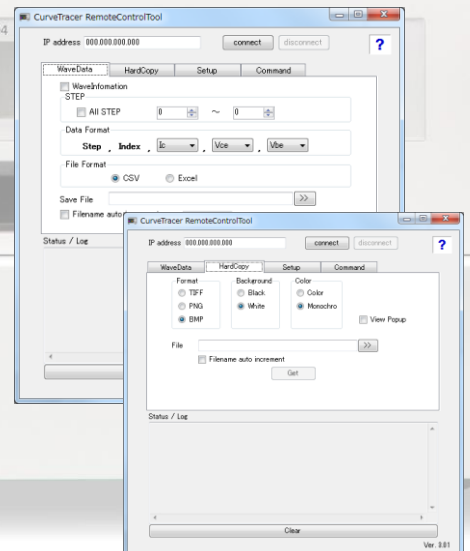 CurveTracer RemoteControlTool
IP address 000.000.000.000 connect disconnect ?
WaveData HardCopy Setup Command
WaveInfomation
STEP
All STEP 0 ~ 0
Data Format
Step , Index , Ic , Vce , Vbe
File Format
CSV Excel
Save File >>
Filename auto
Status / Log
CurveTracer RemoteControlTool
IP address 000.000.000.000 connect disconnect ?
WaveData HardCopy Setup Command
Format Background Color
TIFF Black Color
PNG White Monochro
BMP View Popup
File >>
Filename auto increment
Get
Status / Log
Clear
Ver. 3.81